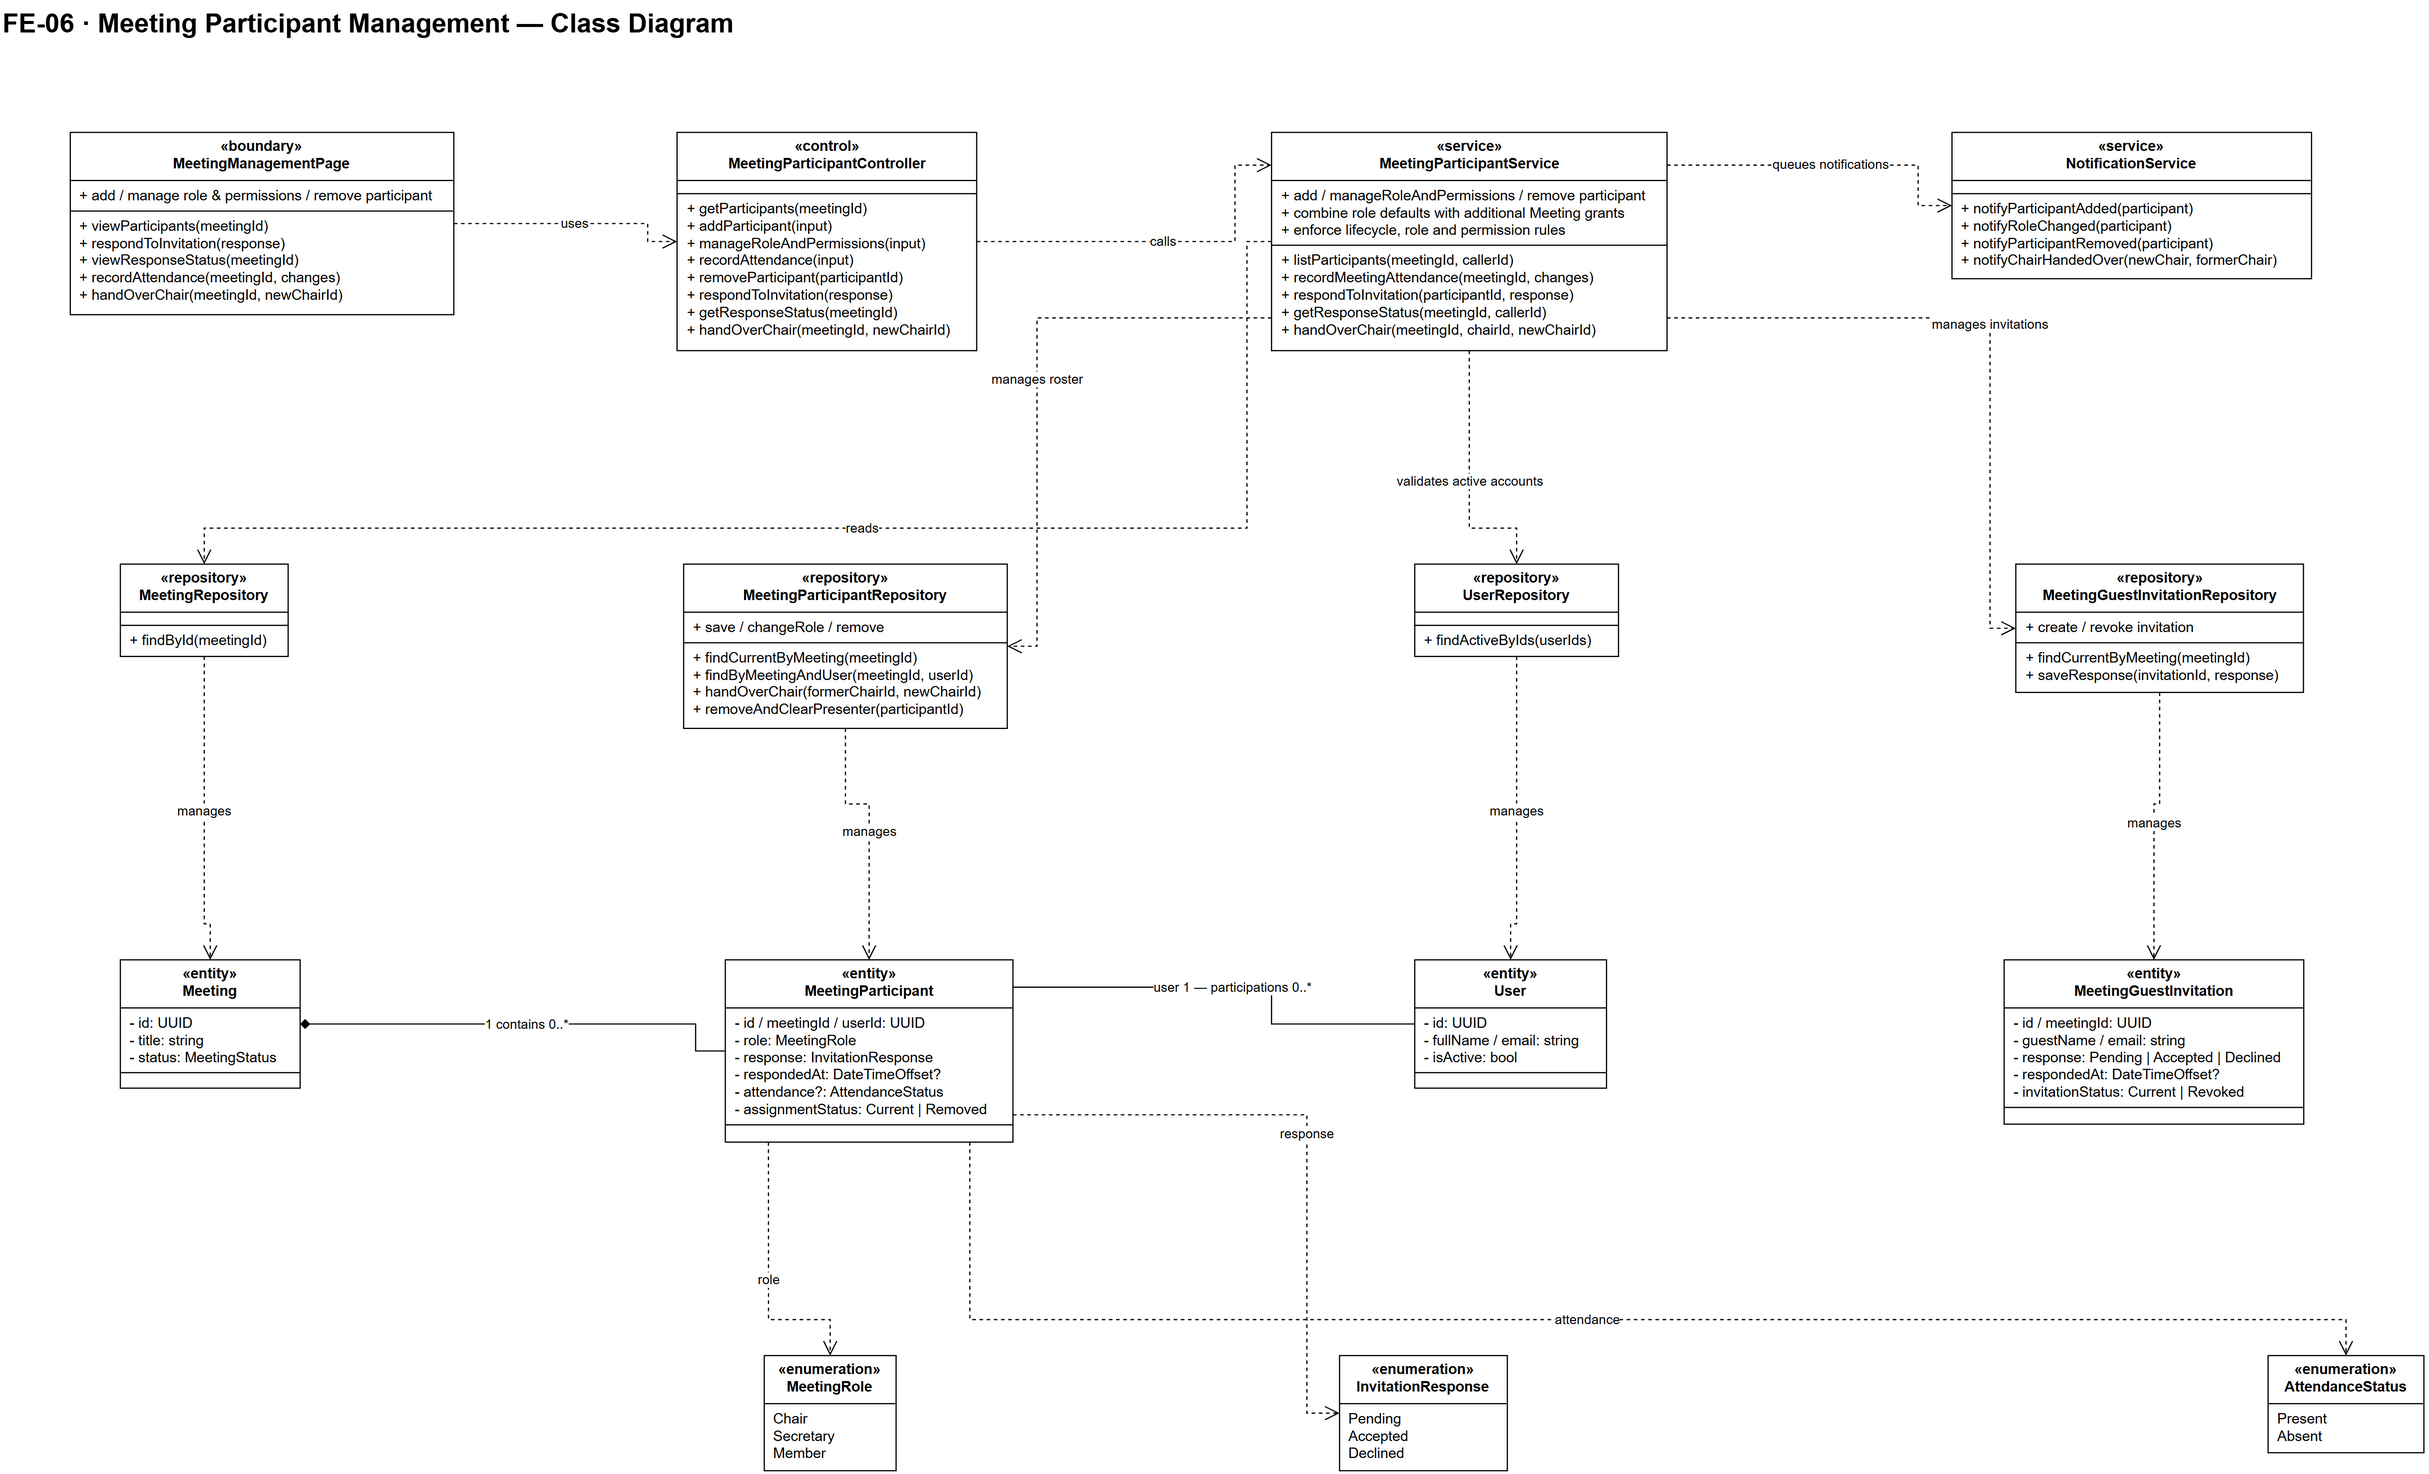 FE-06 · Meeting Participant Management — Class Diagram
«boundary»
MeetingManagementPage
+ add / manage role & permissions / remove participant
+ viewParticipants(meetingId)
+ respondToInvitation(response)
+ viewResponseStatus(meetingId)
+ recordAttendance(meetingId, changes)
+ handOverChair(meetingId, newChairId)
uses
«control»
MeetingParticipantController
+ getParticipants(meetingId)
+ addParticipant(input)
+ manageRoleAndPermissions(input)
+ recordAttendance(input)
+ removeParticipant(participantId)
+ respondToInvitation(response)
+ getResponseStatus(meetingId)
+ handOverChair(meetingId, newChairId)
calls
«service»
MeetingParticipantService
+ add / manageRoleAndPermissions / remove participant
+ combine role defaults with additional Meeting grants
+ enforce lifecycle, role and permission rules
+ listParticipants(meetingId, callerId)
+ recordMeetingAttendance(meetingId, changes)
+ respondToInvitation(participantId, response)
+ getResponseStatus(meetingId, callerId)
+ handOverChair(meetingId, chairId, newChairId)
queues notifications
«service»
NotificationService
+ notifyParticipantAdded(participant)
+ notifyRoleChanged(participant)
+ notifyParticipantRemoved(participant)
+ notifyChairHandedOver(newChair, formerChair)
manages invitations
manages roster
validates active accounts
reads
«repository»
MeetingRepository
+ findById(meetingId)
«repository»
MeetingParticipantRepository
+ save / changeRole / remove
+ findCurrentByMeeting(meetingId)
+ findByMeetingAndUser(meetingId, userId)
+ handOverChair(formerChairId, newChairId)
+ removeAndClearPresenter(participantId)
«repository»
UserRepository
+ findActiveByIds(userIds)
«repository»
MeetingGuestInvitationRepository
+ create / revoke invitation
+ findCurrentByMeeting(meetingId)
+ saveResponse(invitationId, response)
manages
manages
manages
manages
«entity»
Meeting
- id: UUID
- title: string
- status: MeetingStatus
1 contains 0..*
«entity»
MeetingParticipant
- id / meetingId / userId: UUID
- role: MeetingRole
- response: InvitationResponse
- respondedAt: DateTimeOffset?
- attendance?: AttendanceStatus
- assignmentStatus: Current | Removed
user 1 — participations 0..*
«entity»
User
- id: UUID
- fullName / email: string
- isActive: bool
«entity»
MeetingGuestInvitation
- id / meetingId: UUID
- guestName / email: string
- response: Pending | Accepted | Declined
- respondedAt: DateTimeOffset?
- invitationStatus: Current | Revoked
response
role
attendance
«enumeration»
MeetingRole
Chair
Secretary
Member
«enumeration»
InvitationResponse
Pending
Accepted
Declined
«enumeration»
AttendanceStatus
Present
Absent